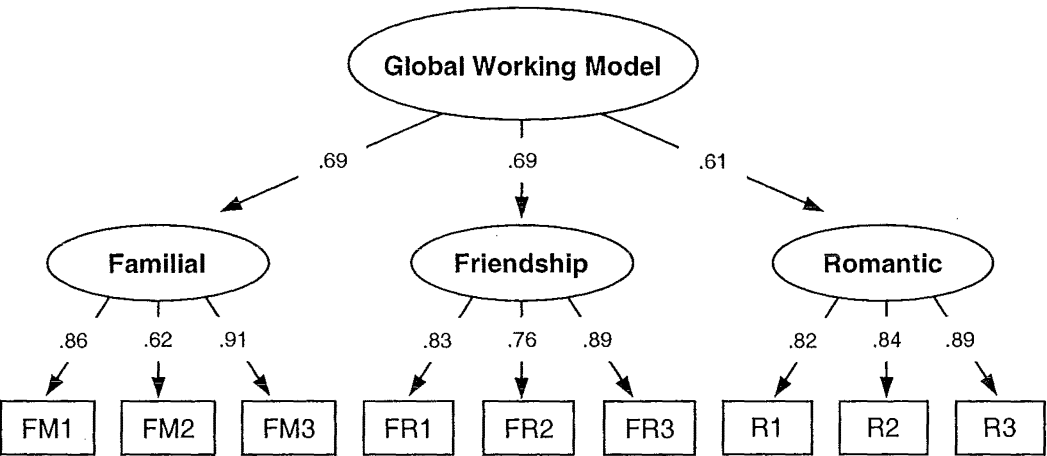 Global Working Model
.69 .69 .61
Familial Friendship Romantic
.86 .62 .91 .83 .76 .89 .82 .84 .89
FM1 FM2 FM3 FR1 FR2 FR3 R1 R2 R3